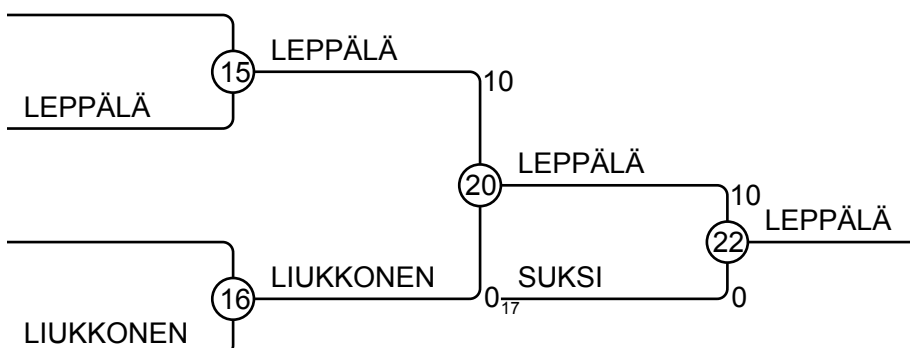 LEPPÄLÄ
15
10
LEPPÄLÄ
LEPPÄLÄ
20
10
LEPPÄLÄ
22
LIUKKONEN
SUKSI
16
0
17
0
LIUKKONEN